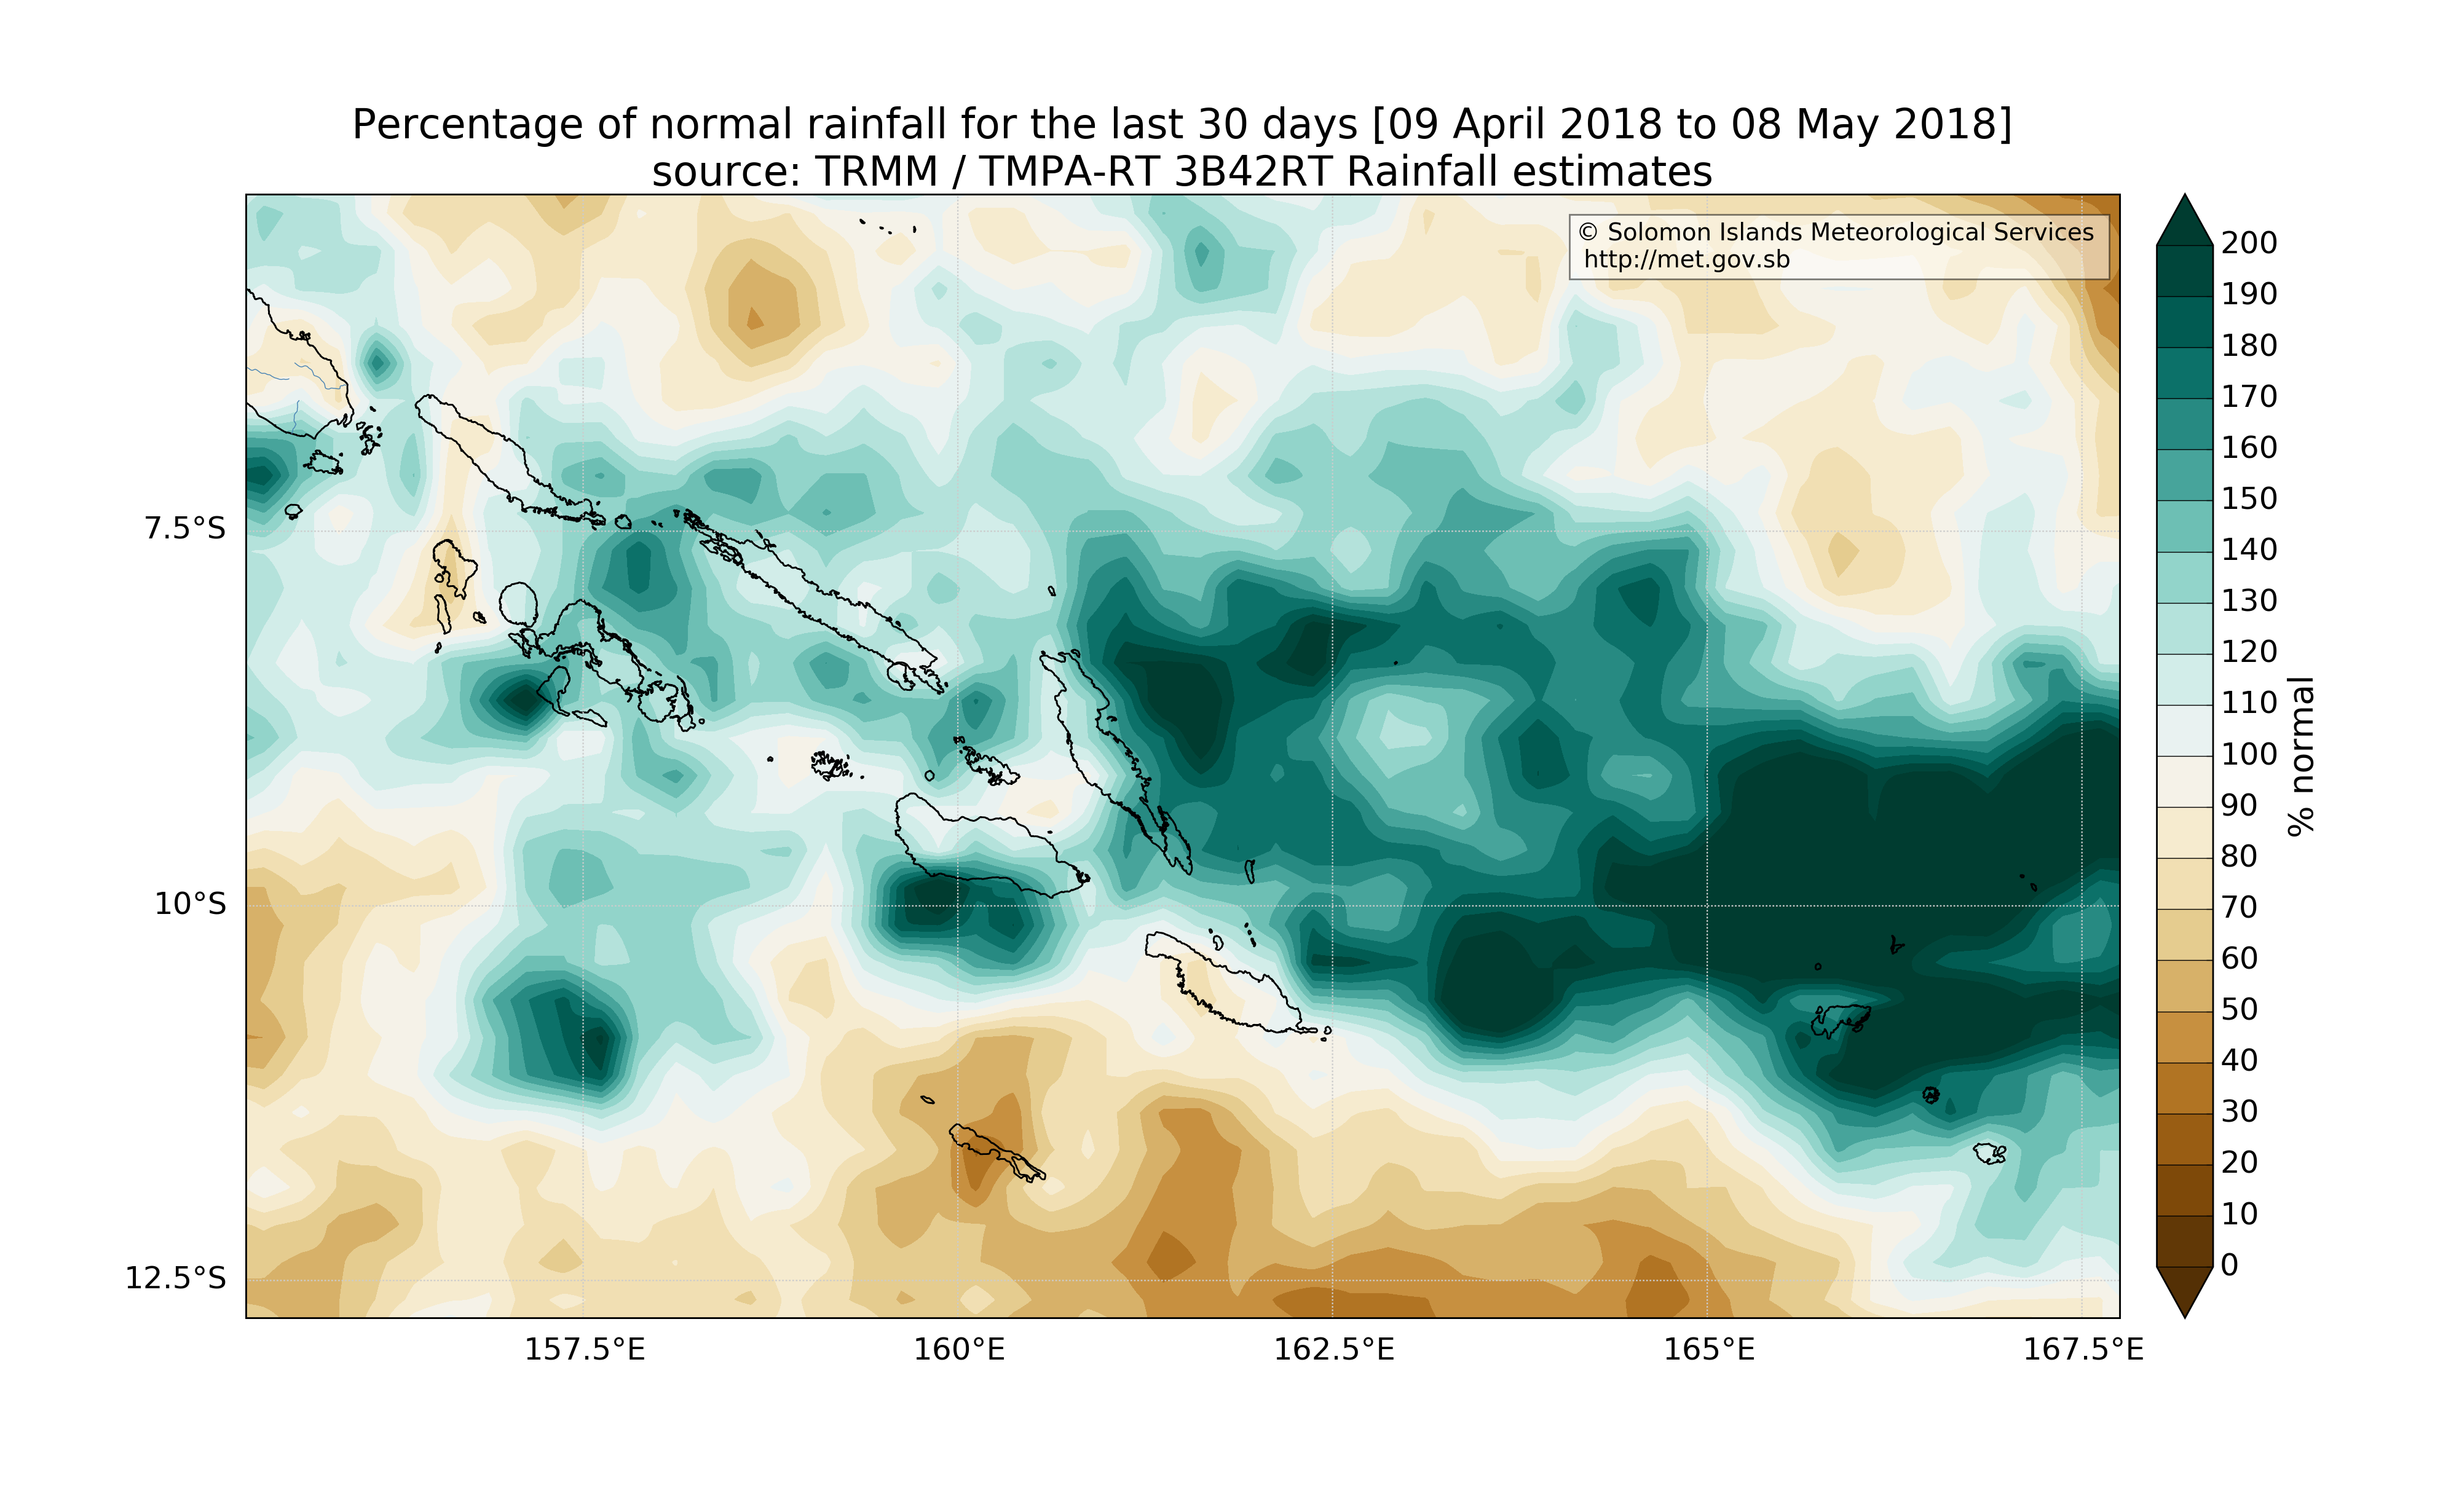 Percentage of normal rainfall for the last 30 days [09 April 2018 to 08 May 2018]
source: TRMM / TMPA-RT 3B42RT Rainfall estimates
© Solomon Islands Meteorological Services
http://met.gov.sb
7.5°S
10°S
12.5°S
157.5°E
160°E
162.5°E
165°E
167.5°E
200
190
180
170
160
150
140
130
120
110
100
90
80
70
60
50
40
30
20
10
0
% normal